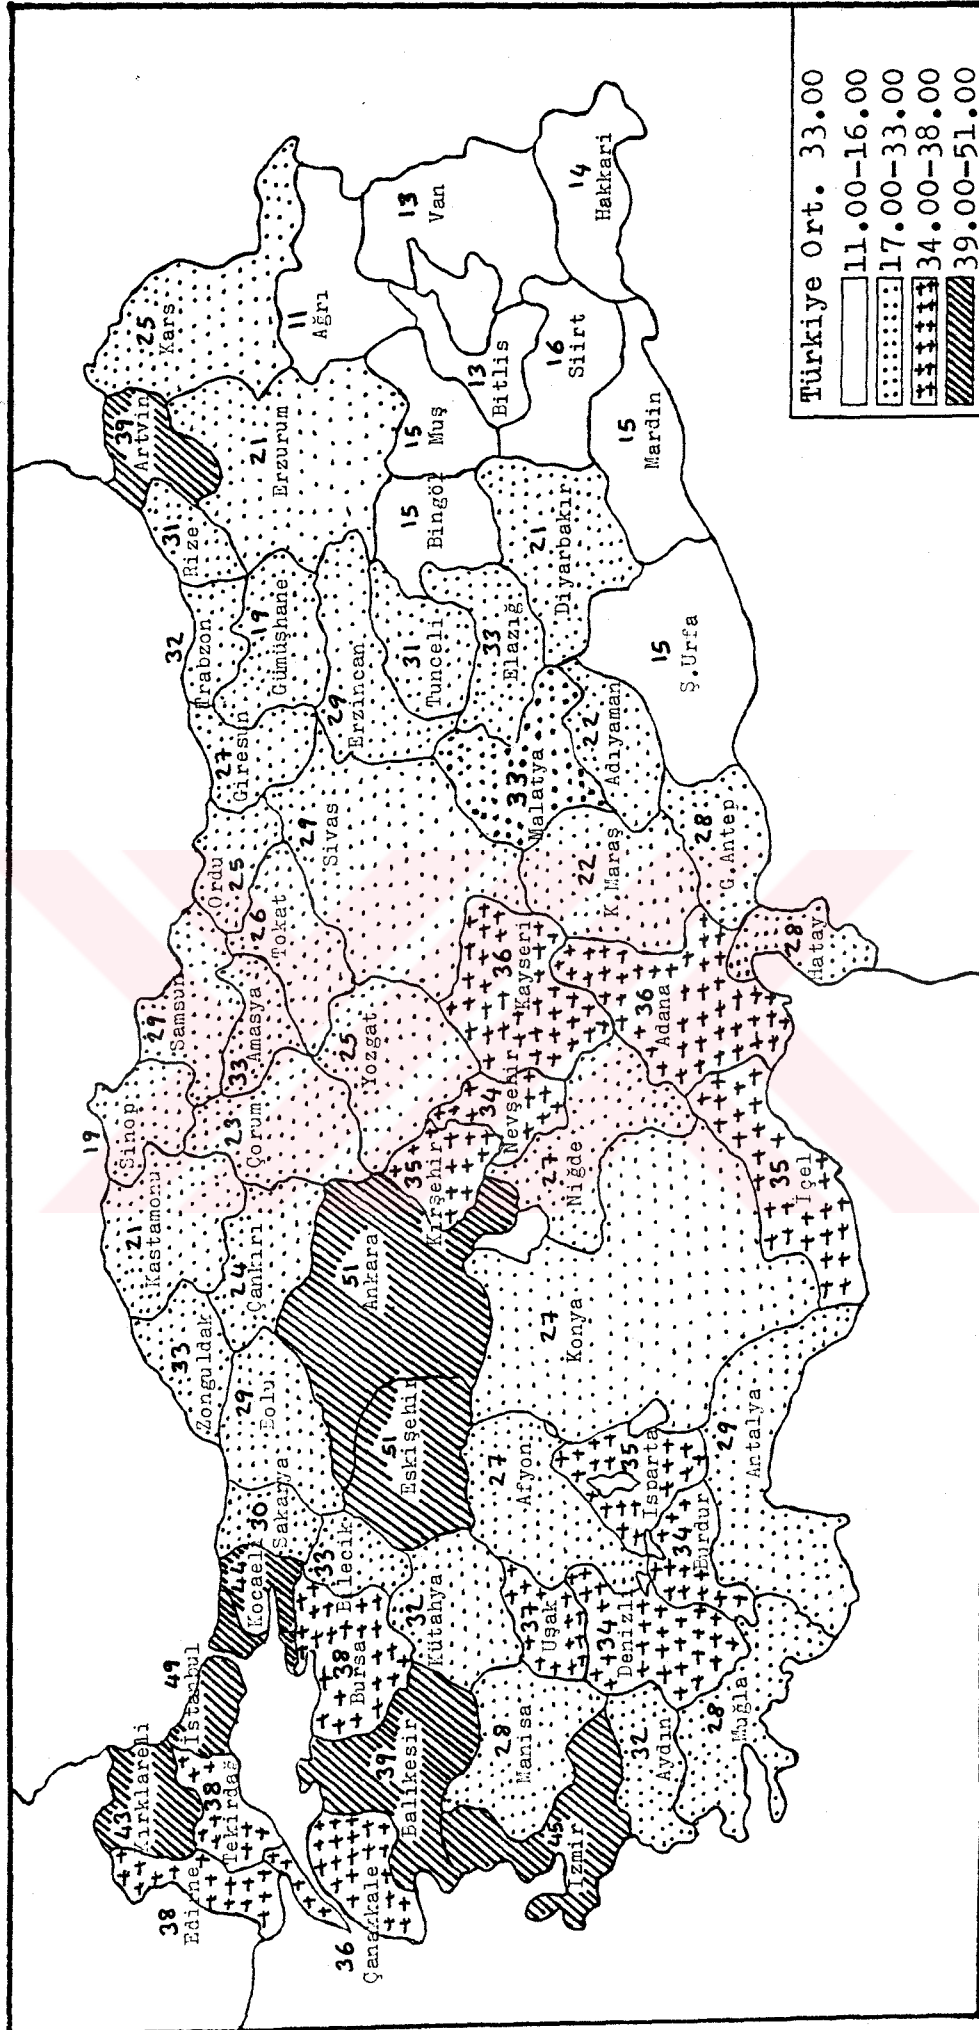 38
Edirne
43
Kırklareli
38
Tekirdağ
49
İstanbul
44
Kocaeli
30
Sakarya
29
Bolu
33
Zonguldak
21
Kastamonu
19
Sinop
29
Samsun
25
Ordu
27
Giresun
32
Trabzon
31
Rize
39
Artvin
25
Kars
36
Çanakkale
39
Balıkesir
38
Bursa
33
Bilecik
51
Eskişehir
51
Ankara
24
Çankırı
23
Çorum
33
Amasya
26
Tokat
29
Sivas
19
Gümüşhane
29
Erzincan
21
Erzurum
11
Ağrı
32
Kütahya
28
Manisa
37
Uşak
27
Afyon
35
Kırşehir
25
Yozgat
34
Nevşehir
36
Kayseri
33
Malatya
33
Elazığ
31
Tunceli
15
Bingöl
15
Muş
13
Bitlis
13
Van
45
İzmir
32
Aydın
34
Denizli
34
Burdur
35
Isparta
27
Konya
27
Niğde
36
Adana
22
K.Maraş
22
Adıyaman
21
Diyarbakır
16
Siirt
14
Hakkari
28
Muğla
29
Antalya
35
İçel
28
Hatay
28
G.Antep
15
Ş.Urfa
15
Mardin
Türkiye Ort. 33.00
11.00-16.00
17.00-33.00
34.00-38.00
39.00-51.00